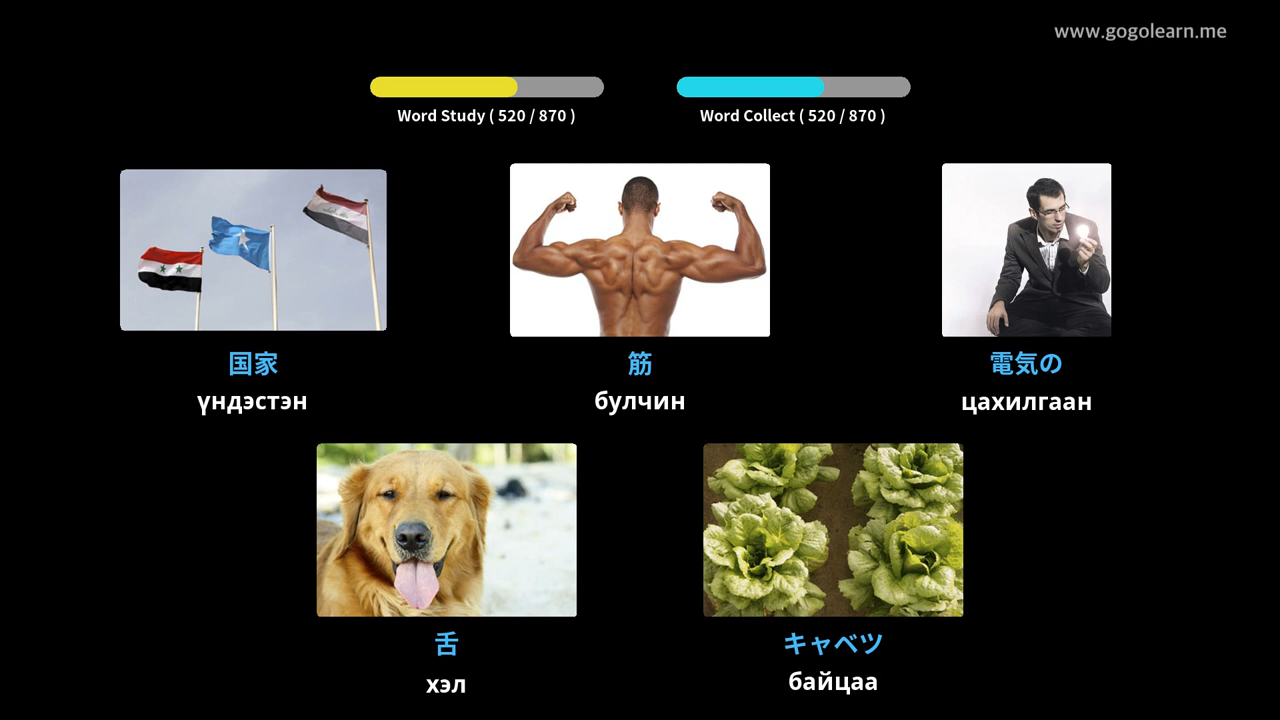 www.gogolearn.me
Word Study ( 520 / 870 )
Word Collect ( 520 / 870 )
国家
үндэстэн
筋
булчин
電気の
цахилгаан
舌
хэл
キャベツ
байцаа